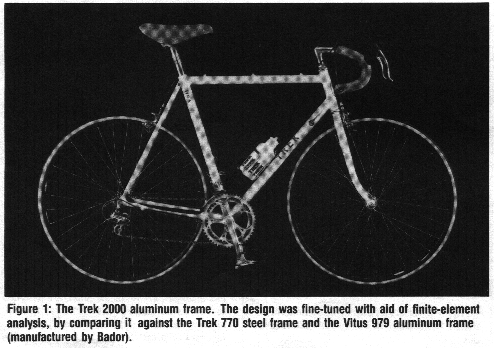 TREK
Figure 1: The Trek 2000 aluminum frame. The design was fine-tuned with aid of finite-element
analysis, by comparing it against the Trek 770 steel frame and the Vitus 979 aluminum frame
(manufactured by Bador).